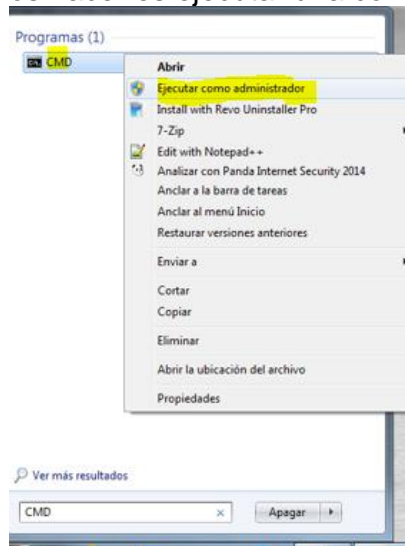 Programas (1)
CMD
Abrir
Ejecutar como administrador
Install with Revo Uninstaller Pro
7-Zip
Edit with Notepad++
Analizar con Panda Internet Security 2014
Anclar a la barra de tareas
Anclar al menú Inicio
Restaurar versiones anteriores
Enviar a
Cortar
Copiar
Eliminar
Abrir la ubicación del archivo
Propiedades
Ver más resultados
CMD
Apagar